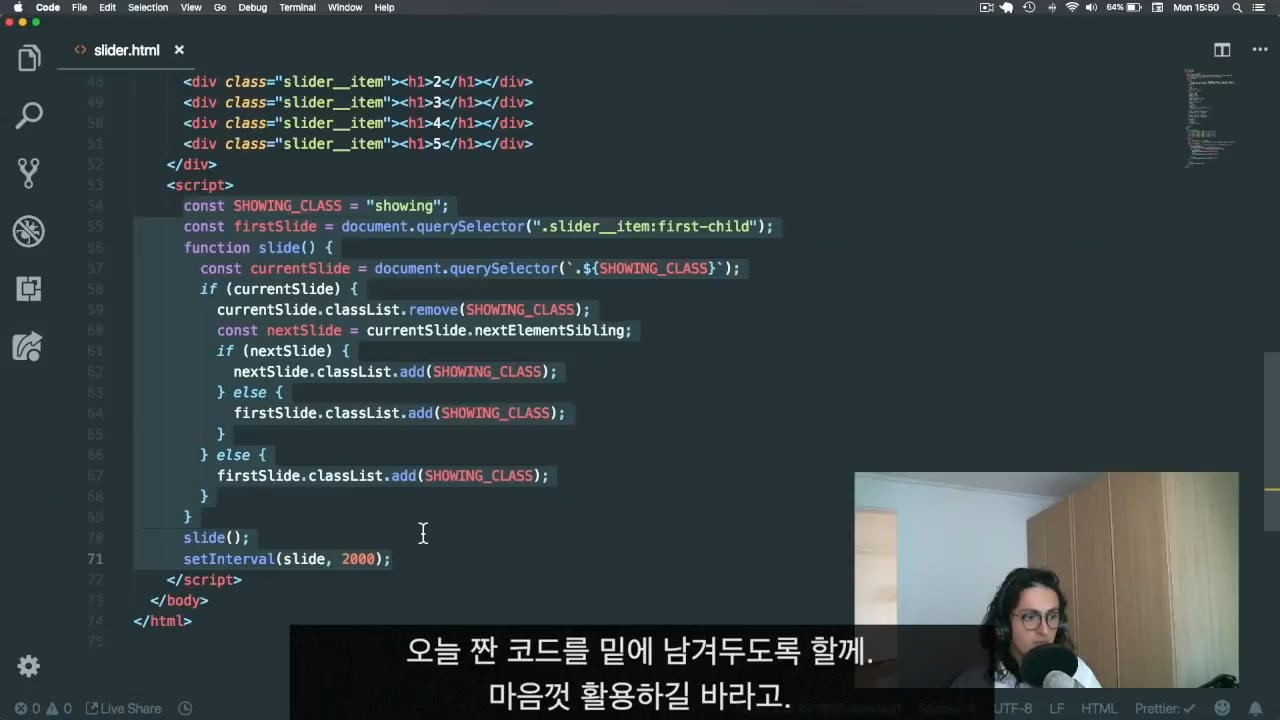 Code File Edit Selection View Go Debug Terminal Window Help 64% Mon 15:50
slider.html
48 <div class="slider__item"><h1>2</h1></div>
49 <div class="slider__item"><h1>3</h1></div>
50 <div class="slider__item"><h1>4</h1></div>
51 <div class="slider__item"><h1>5</h1></div>
52 </div>
53 <script>
54 const SHOWING_CLASS = "showing";
55 const firstSlide = document.querySelector(".slider__item:first-child");
56 function slide() {
57 const currentSlide = document.querySelector(`.${SHOWING_CLASS}`);
58 if (currentSlide) {
59 currentSlide.classList.remove(SHOWING_CLASS);
60 const nextSlide = currentSlide.nextElementSibling;
61 if (nextSlide) {
62 nextSlide.classList.add(SHOWING_CLASS);
63 } else {
64 firstSlide.classList.add(SHOWING_CLASS);
65 }
66 } else {
67 firstSlide.classList.add(SHOWING_CLASS);
68 }
69 }
70 slide();
71 setInterval(slide, 2000);
72 </script>
73 </body>
74 </html>
75
오늘 짠 코드를 밑에 남겨두도록 할께.
마음껏 활용하길 바라고.
0 0 Live Share UTF-8 LF HTML Prettier: